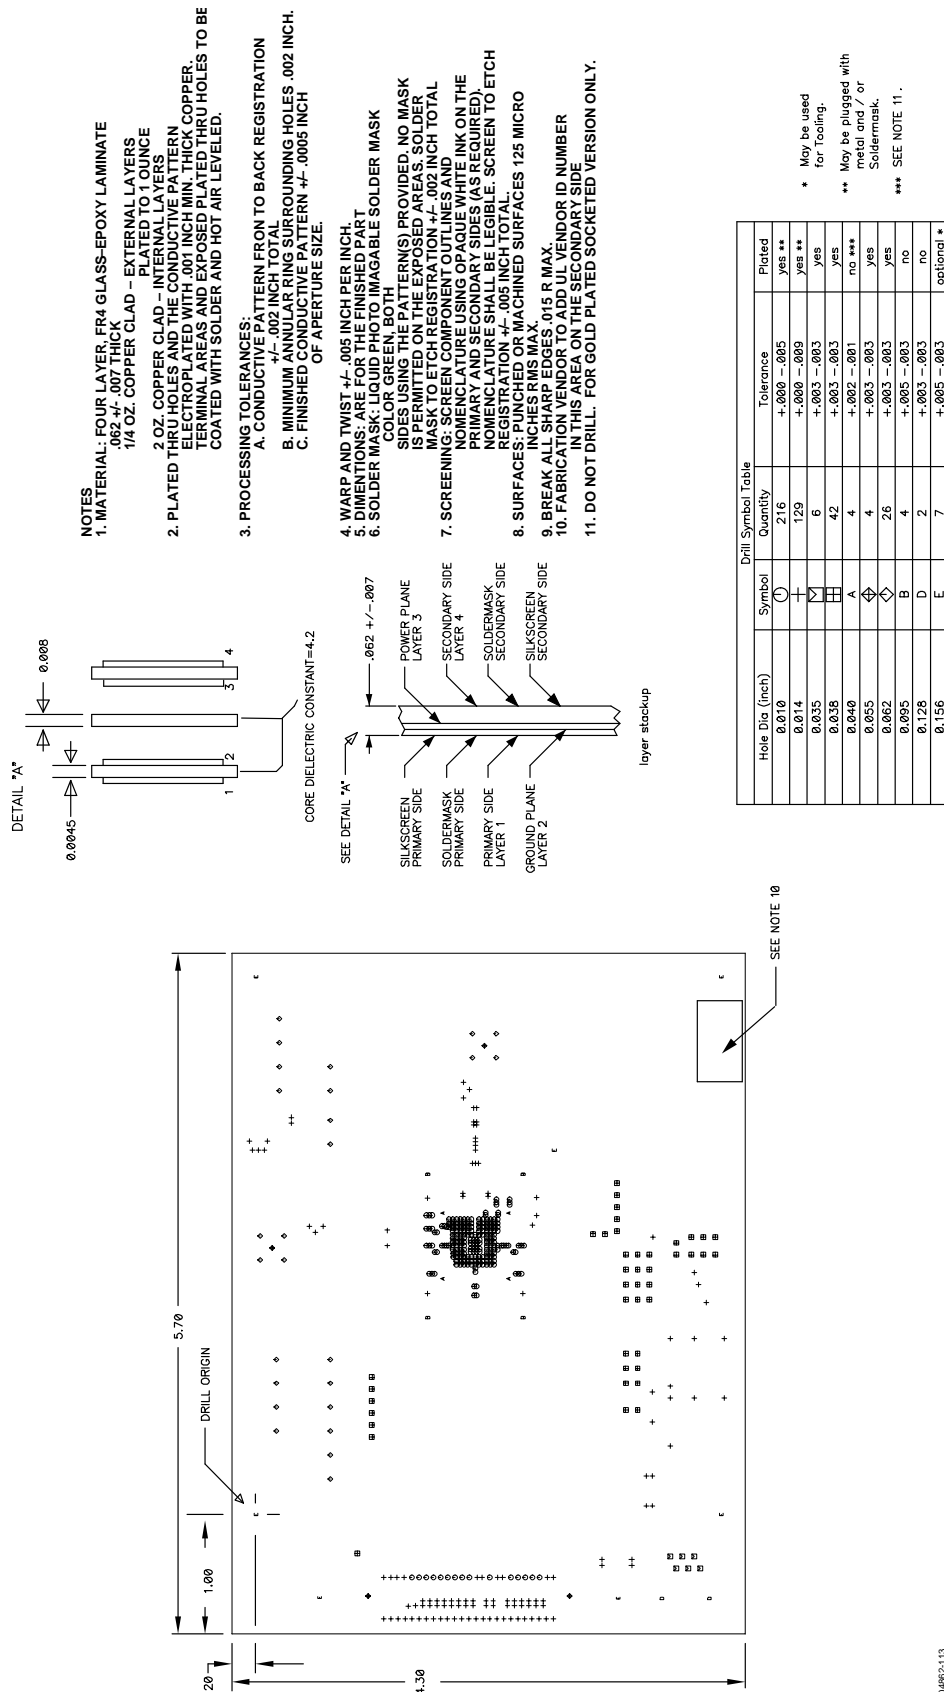 NOTES
1. MATERIAL: FOUR LAYER, FR4 GLASS–EPOXY LAMINATE
.062 +/- .007 THICK
1/4 OZ. COPPER CLAD – EXTERNAL LAYERS
PLATED TO 1 OUNCE
2 OZ. COPPER CLAD – INTERNAL LAYERS
2. PLATED THRU HOLES AND THE CONDUCTIVE PATTERN
ELECTROPLATED WITH .001 INCH MIN. THICK COPPER.
TERMINAL AREAS AND EXPOSED PLATED THRU HOLES TO BE
COATED WITH SOLDER AND HOT AIR LEVELED.
3. PROCESSING TOLERANCES:
A. CONDUCTIVE PATTERN FRON TO BACK REGISTRATION
+/– .002 INCH TOTAL
B. MINIMUM ANNULAR RING SURROUNDING HOLES .002 INCH.
C. FINISHED CONDUCTIVE PATTERN +/– .0005 INCH
OF APERTURE SIZE.
4. WARP AND TWIST +/– .005 INCH PER INCH.
5. DIMENTIONS: ARE FOR THE FINISHED PART
6. SOLDER MASK: LIQUID PHOTO IMAGABLE SOLDER MASK
COLOR GREEN, BOTH
SIDES USING THE PATTERN(S) PROVIDED. NO MASK
IS PERMITTED ON THE EXPOSED AREAS. SOLDER
MASK TO ETCH REGISTRATION +/–.002 INCH TOTAL
7. SCREENING: SCREEN COMPONENT OUTLINES AND
NOMENCLATURE USING OPAQUE WHITE INK ON THE
PRIMARY AND SECONDARY SIDES (AS REQUIRED).
NOMENCLATURE SHALL BE LEGIBLE. SCREEN TO ETCH
REGISTRATION +/– .005 INCH TOTAL.
8. SURFACES: PUNCHED OR MACHINED SURFACES 125 MICRO
INCHES RMS MAX.
9. BREAK ALL SHARP EDGES .015 R MAX.
10. FABRICATION VENDOR TO ADD UL VENDOR ID NUMBER
IN THIS AREA ON THE SECONDARY SIDE
11. DO NOT DRILL. FOR GOLD PLATED SOCKETED VERSION ONLY.
DETAIL "A"
0.0045
0.008
1 2 3 4
CORE DIELECTRIC CONSTANT=4.2
SEE DETAIL "A"
.062 +/–.007
SILKSCREEN
PRIMARY SIDE
SOLDERMASK
PRIMARY SIDE
PRIMARY SIDE
LAYER 1
GROUND PLANE
LAYER 2
POWER PLANE
LAYER 3
SECONDARY SIDE
LAYER 4
SOLDERMASK
SECONDARY SIDE
SILKSCREEN
SECONDARY SIDE
layer stackup
Drill Symbol Table
Hole Dia (inch) Symbol Quantity Tolerance Plated
0.010 216 +.000 –.005 yes **
0.014 129 +.000 –.009 yes **
0.035 6 +.003 –.003 yes
0.038 42 +.003 –.003 yes
0.040 A 4 +.002 –.001 no ***
0.055 4 +.003 –.003 yes
0.062 26 +.003 –.003 yes
0.095 B 4 +.005 –.003 no
0.128 D 2 +.003 –.003 no
0.156 E 7 +.005 –.003 optional *
* May be used
for Tooling.
** May be plugged with
metal and / or
Soldermask.
*** SEE NOTE 11.
5.70
1.00
DRILL ORIGIN
20
4.30
SEE NOTE 10
04862-113